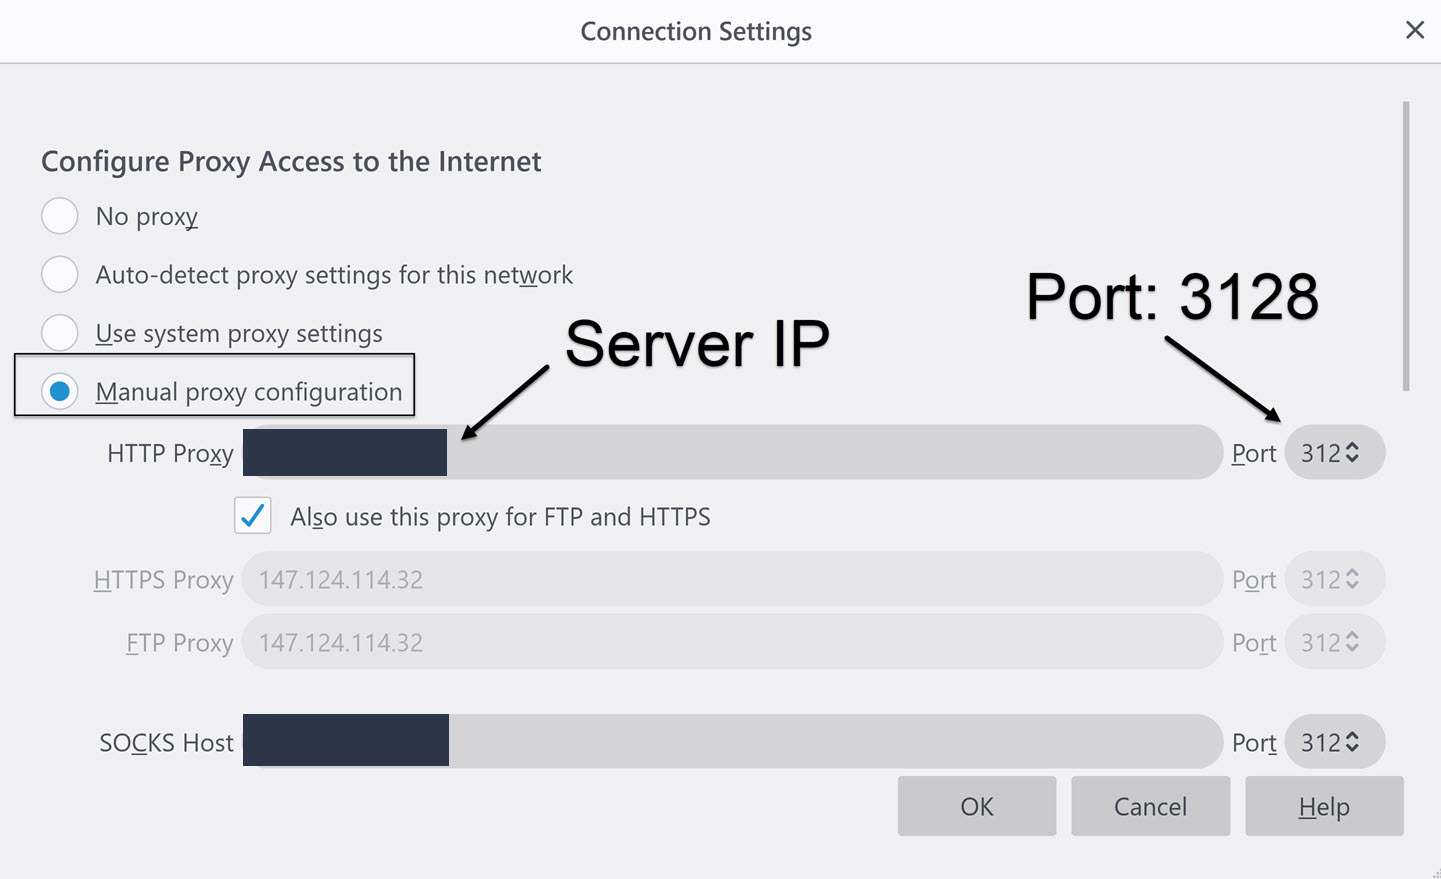 Connection Settings
Configure Proxy Access to the Internet
No proxy
Auto-detect proxy settings for this network
Use system proxy settings
Manual proxy configuration
Server IP
Port: 3128
HTTP Proxy Port 312
Also use this proxy for FTP and HTTPS
HTTPS Proxy 147.124.114.32 Port 312
FTP Proxy 147.124.114.32 Port 312
SOCKS Host Port 312
OK Cancel Help